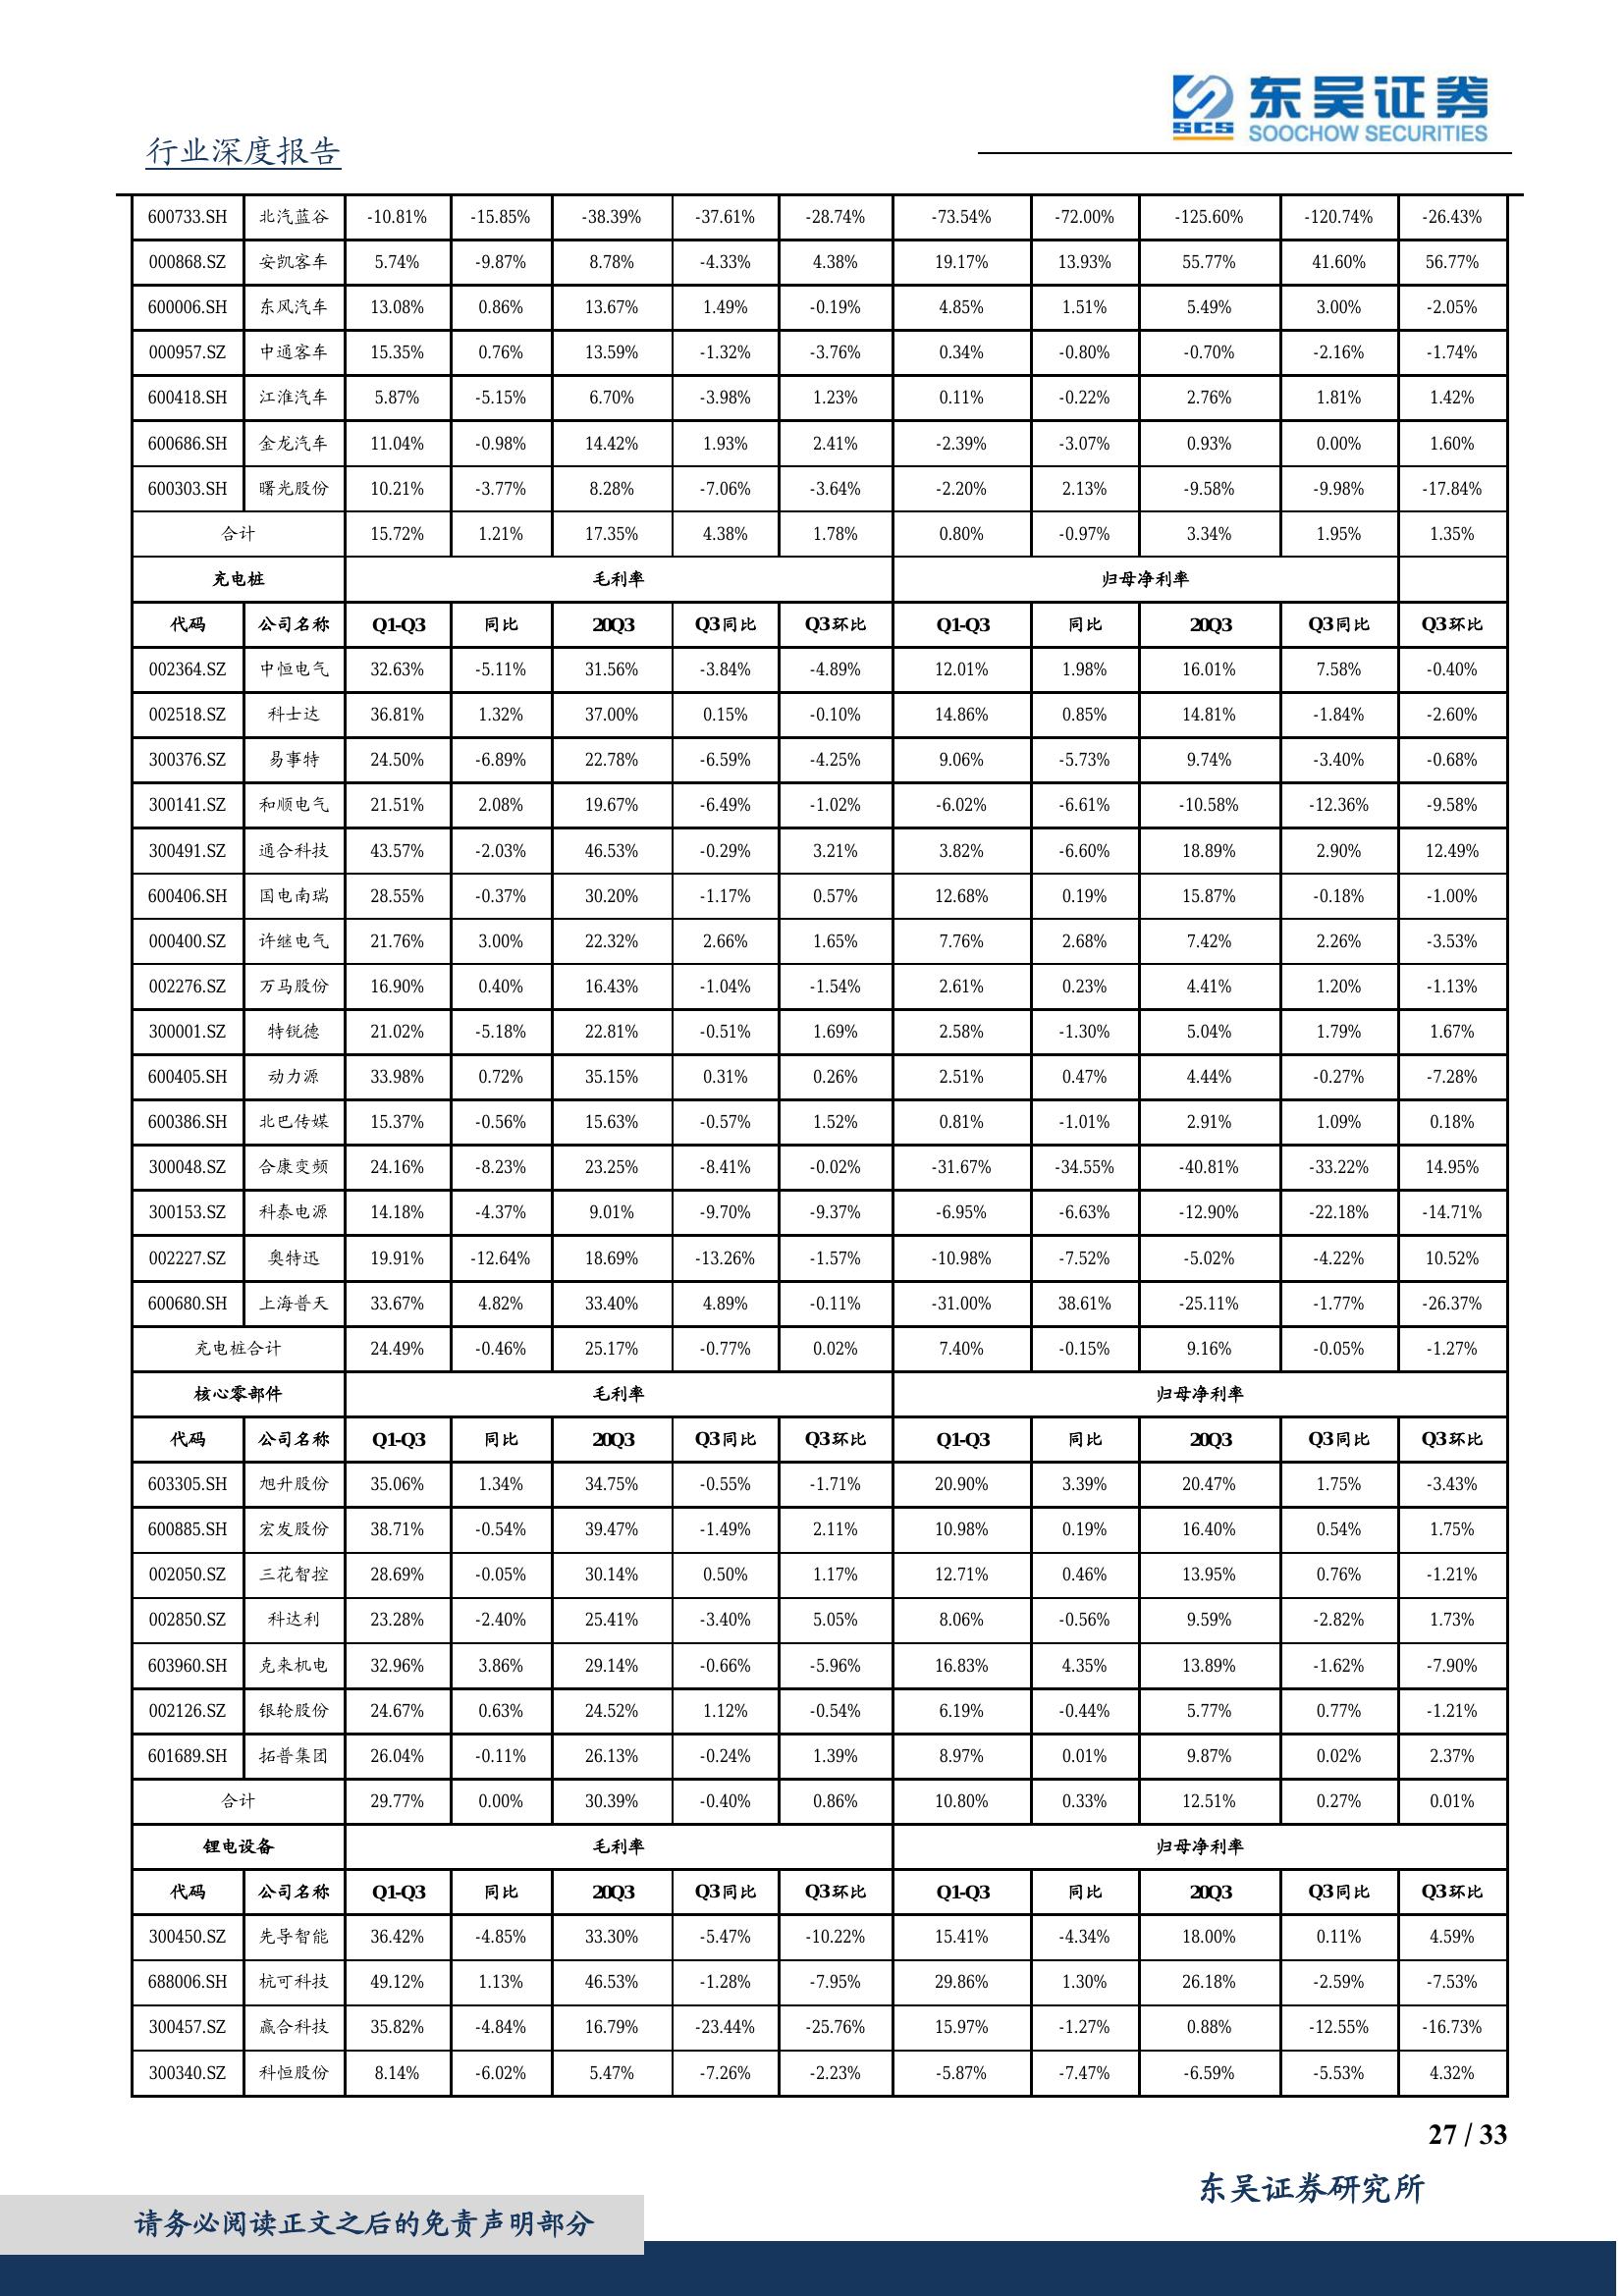 东吴证券
SCS
SOOCHOW SECURITIES
行业深度报告
600733.SH 北汽蓝谷 -10.81% -15.85% -38.39% -37.61% -28.74% -73.54% -72.00% -125.60% -120.74% -26.43%
000868.SZ 安凯客车 5.74% -9.87% 8.78% -4.33% 4.38% 19.17% 13.93% 55.77% 41.60% 56.77%
600006.SH 东风汽车 13.08% 0.86% 13.67% 1.49% -0.19% 4.85% 1.51% 5.49% 3.00% -2.05%
000957.SZ 中通客车 15.35% 0.76% 13.59% -1.32% -3.76% 0.34% -0.80% -0.70% -2.16% -1.74%
600418.SH 江淮汽车 5.87% -5.15% 6.70% -3.98% 1.23% 0.11% -0.22% 2.76% 1.81% 1.42%
600686.SH 金龙汽车 11.04% -0.98% 14.42% 1.93% 2.41% -2.39% -3.07% 0.93% 0.00% 1.60%
600303.SH 曙光股份 10.21% -3.77% 8.28% -7.06% -3.64% -2.20% 2.13% -9.58% -9.98% -17.84%
合计 15.72% 1.21% 17.35% 4.38% 1.78% 0.80% -0.97% 3.34% 1.95% 1.35%
充电桩 毛利率 归母净利率
代码 公司名称 Q1-Q3 同比 20Q3 Q3同比 Q3环比 Q1-Q3 同比 20Q3 Q3同比 Q3环比
002364.SZ 中恒电气 32.63% -5.11% 31.56% -3.84% -4.89% 12.01% 1.98% 16.01% 7.58% -0.40%
002518.SZ 科士达 36.81% 1.32% 37.00% 0.15% -0.10% 14.86% 0.85% 14.81% -1.84% -2.60%
300376.SZ 易事特 24.50% -6.89% 22.78% -6.59% -4.25% 9.06% -5.73% 9.74% -3.40% -0.68%
300141.SZ 和顺电气 21.51% 2.08% 19.67% -6.49% -1.02% -6.02% -6.61% -10.58% -12.36% -9.58%
300491.SZ 通合科技 43.57% -2.03% 46.53% -0.29% 3.21% 3.82% -6.60% 18.89% 2.90% 12.49%
600406.SH 国电南瑞 28.55% -0.37% 30.20% -1.17% 0.57% 12.68% 0.19% 15.87% -0.18% -1.00%
000400.SZ 许继电气 21.76% 3.00% 22.32% 2.66% 1.65% 7.76% 2.68% 7.42% 2.26% -3.53%
002276.SZ 万马股份 16.90% 0.40% 16.43% -1.04% -1.54% 2.61% 0.23% 4.41% 1.20% -1.13%
300001.SZ 特锐德 21.02% -5.18% 22.81% -0.51% 1.69% 2.58% -1.30% 5.04% 1.79% 1.67%
600405.SH 动力源 33.98% 0.72% 35.15% 0.31% 0.26% 2.51% 0.47% 4.44% -0.27% -7.28%
600386.SH 北巴传媒 15.37% -0.56% 15.63% -0.57% 1.52% 0.81% -1.01% 2.91% 1.09% 0.18%
300048.SZ 合康变频 24.16% -8.23% 23.25% -8.41% -0.02% -31.67% -34.55% -40.81% -33.22% 14.95%
300153.SZ 科泰电源 14.18% -4.37% 9.01% -9.70% -9.37% -6.95% -6.63% -12.90% -22.18% -14.71%
002227.SZ 奥特迅 19.91% -12.64% 18.69% -13.26% -1.57% -10.98% -7.52% -5.02% -4.22% 10.52%
600680.SH 上海普天 33.67% 4.82% 33.40% 4.89% -0.11% -31.00% 38.61% -25.11% -1.77% -26.37%
充电桩合计 24.49% -0.46% 25.17% -0.77% 0.02% 7.40% -0.15% 9.16% -0.05% -1.27%
核心零部件 毛利率 归母净利率
代码 公司名称 Q1-Q3 同比 20Q3 Q3同比 Q3环比 Q1-Q3 同比 20Q3 Q3同比 Q3环比
603305.SH 旭升股份 35.06% 1.34% 34.75% -0.55% -1.71% 20.90% 3.39% 20.47% 1.75% -3.43%
600885.SH 宏发股份 38.71% -0.54% 39.47% -1.49% 2.11% 10.98% 0.19% 16.40% 0.54% 1.75%
002050.SZ 三花智控 28.69% -0.05% 30.14% 0.50% 1.17% 12.71% 0.46% 13.95% 0.76% -1.21%
002850.SZ 科达利 23.28% -2.40% 25.41% -3.40% 5.05% 8.06% -0.56% 9.59% -2.82% 1.73%
603960.SH 克来机电 32.96% 3.86% 29.14% -0.66% -5.96% 16.83% 4.35% 13.89% -1.62% -7.90%
002126.SZ 银轮股份 24.67% 0.63% 24.52% 1.12% -0.54% 6.19% -0.44% 5.77% 0.77% -1.21%
601689.SH 拓普集团 26.04% -0.11% 26.13% -0.24% 1.39% 8.97% 0.01% 9.87% 0.02% 2.37%
合计 29.77% 0.00% 30.39% -0.40% 0.86% 10.80% 0.33% 12.51% 0.27% 0.01%
锂电设备 毛利率 归母净利率
代码 公司名称 Q1-Q3 同比 20Q3 Q3同比 Q3环比 Q1-Q3 同比 20Q3 Q3同比 Q3环比
300450.SZ 先导智能 36.42% -4.85% 33.30% -5.47% -10.22% 15.41% -4.34% 18.00% 0.11% 4.59%
688006.SH 杭可科技 49.12% 1.13% 46.53% -1.28% -7.95% 29.86% 1.30% 26.18% -2.59% -7.53%
300457.SZ 赢合科技 35.82% -4.84% 16.79% -23.44% -25.76% 15.97% -1.27% 0.88% -12.55% -16.73%
300340.SZ 科恒股份 8.14% -6.02% 5.47% -7.26% -2.23% -5.87% -7.47% -6.59% -5.53% 4.32%
27 / 33
东吴证券研究所
请务必阅读正文之后的免责声明部分